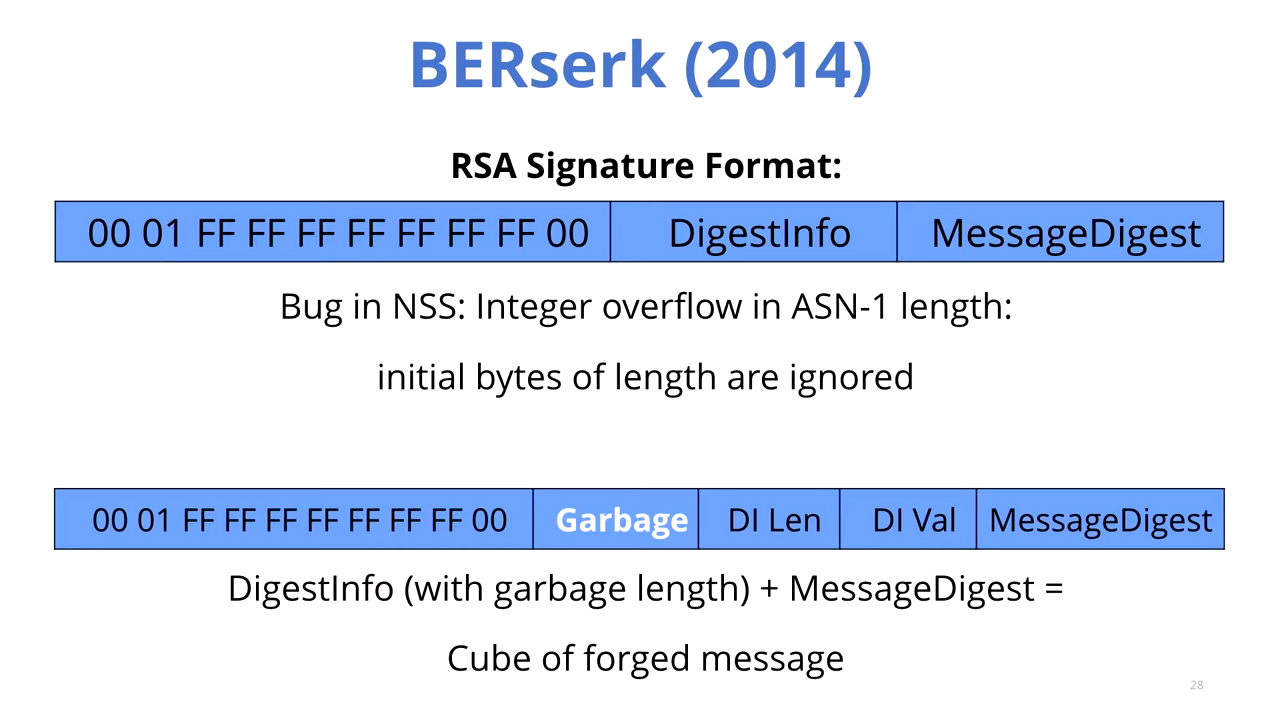 BERserk (2014)
RSA Signature Format:
00 01 FF FF FF FF FF FF FF 00 DigestInfo MessageDigest
Bug in NSS: Integer overflow in ASN-1 length:
initial bytes of length are ignored
00 01 FF FF FF FF FF FF FF 00 Garbage DI Len DI Val MessageDigest
DigestInfo (with garbage length) + MessageDigest =
Cube of forged message
28